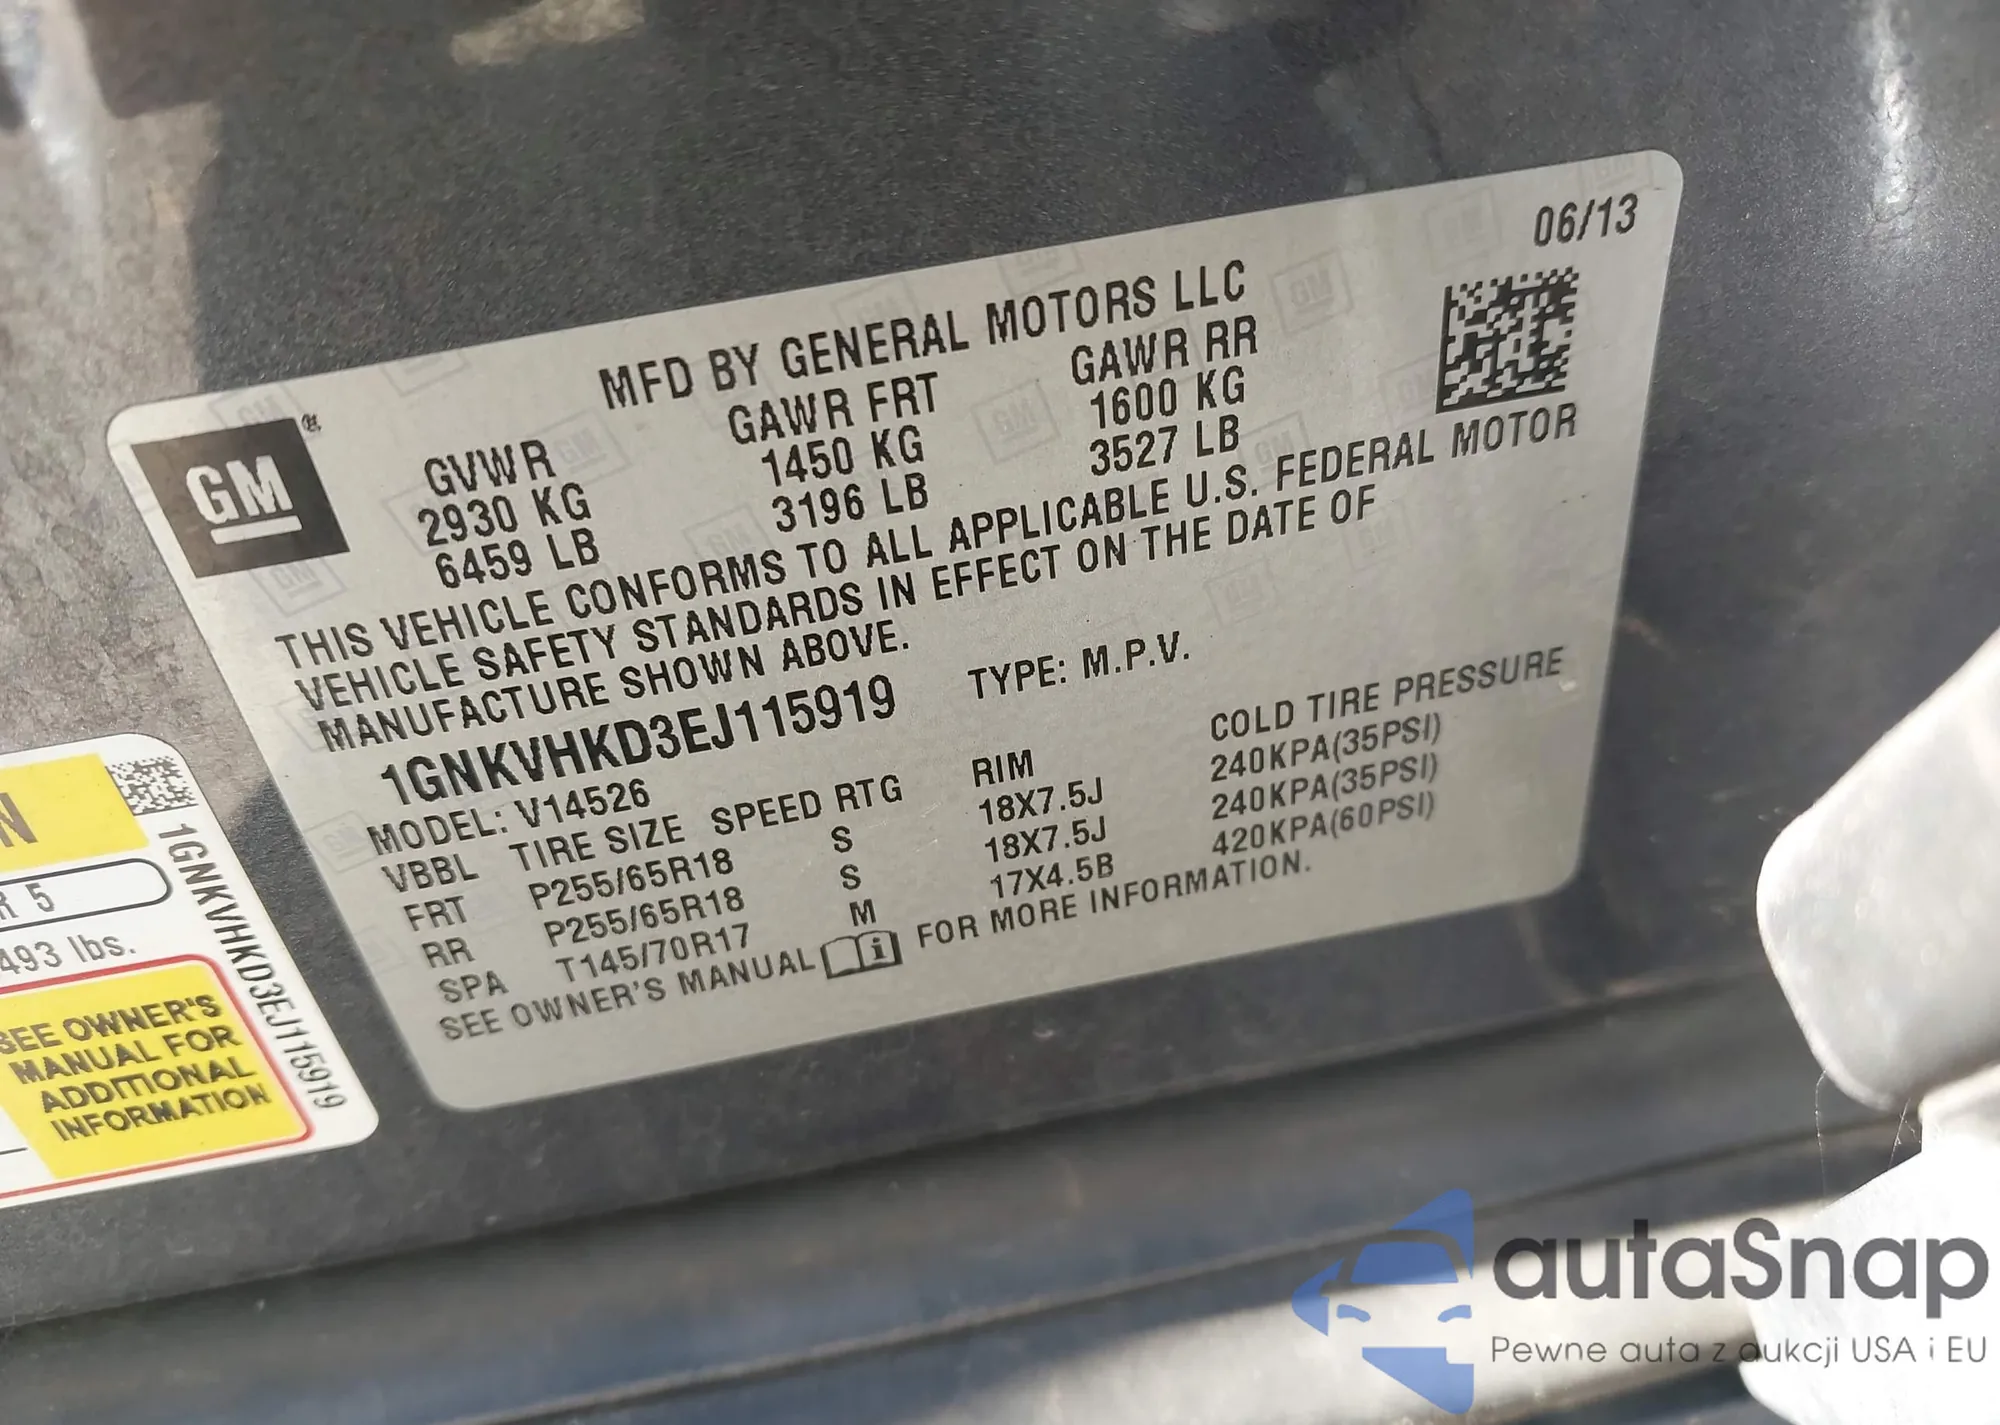 06/13
MFD BY GENERAL MOTORS LLC
GM
GVWR GAWR FRT GAWR RR
2930 KG 1450 KG 1600 KG
6459 LB 3196 LB 3527 LB
THIS VEHICLE CONFORMS TO ALL APPLICABLE U.S. FEDERAL MOTOR
VEHICLE SAFETY STANDARDS IN EFFECT ON THE DATE OF
MANUFACTURE SHOWN ABOVE.
1GNKVHKD3EJ115919 TYPE: M.P.V.
MODEL: V14526
VBBL TIRE SIZE SPEED RTG RIM COLD TIRE PRESSURE
FRT P255/65R18 S 18X7.5J 240KPA(35PSI)
RR P255/65R18 S 18X7.5J 240KPA(35PSI)
SPA T145/70R17 M 17X4.5B 420KPA(60PSI)
SEE OWNER'S MANUAL FOR MORE INFORMATION.
N
R 5
493 lbs.
SEE OWNER'S
MANUAL FOR
ADDITIONAL
INFORMATION
1GNKVHKD3EJ115919
autaSnap
Pewne auta z aukcji USA i EU